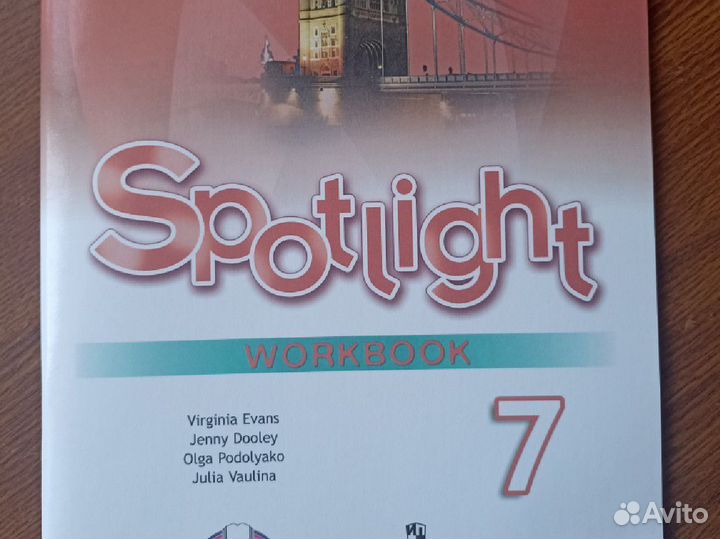 Spotlight
WORKBOOK
7
Virginia Evans
Jenny Dooley
Olga Podolyako
Julia Vaulina
Avito